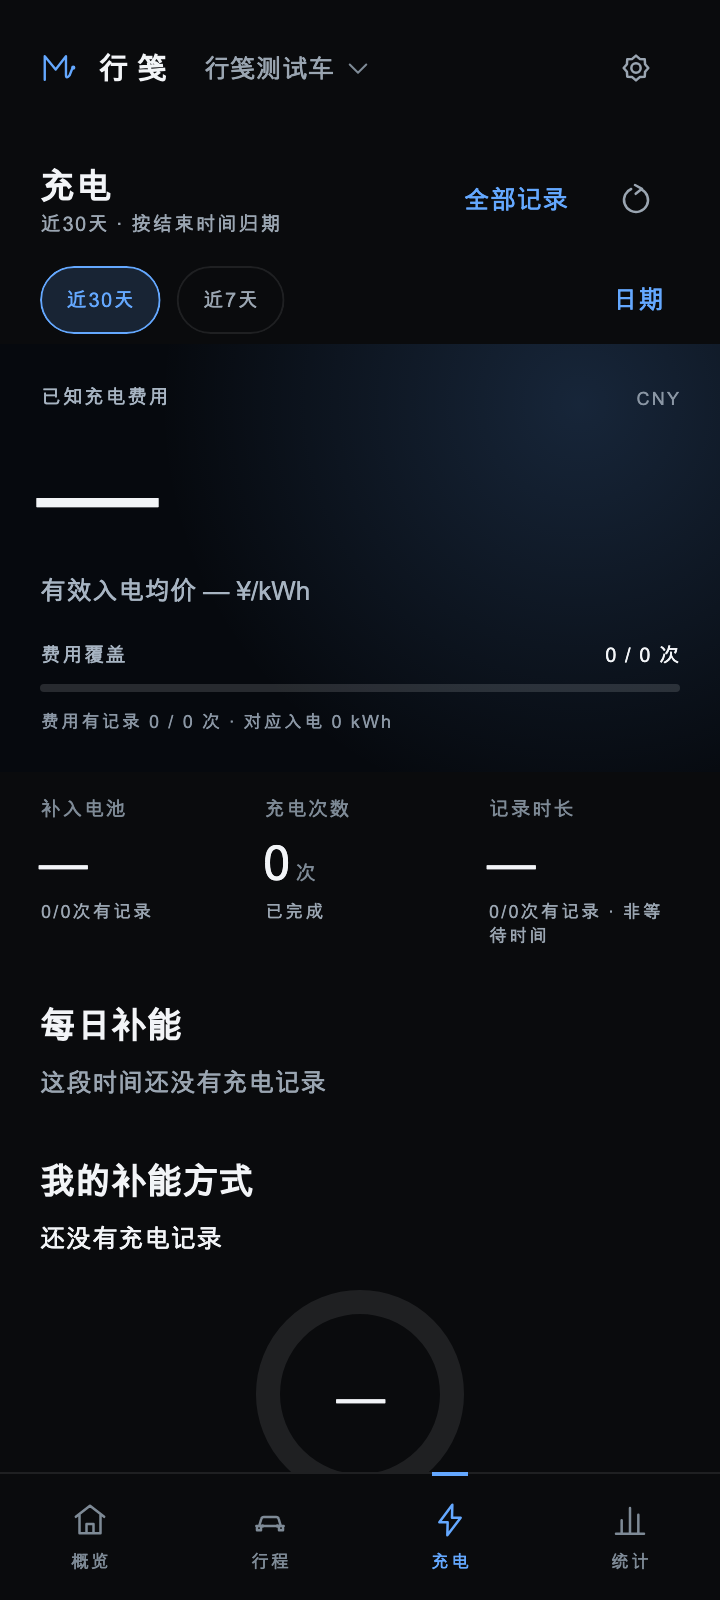 行笺 行笺测试车
充电
全部记录
近30天 · 按结束时间归期
近30天 近7天 日期
已知充电费用 CNY
—
有效入电均价 — ¥/kWh
费用覆盖 0 / 0 次
费用有记录 0 / 0 次 · 对应入电 0 kWh
补入电池 充电次数 记录时长
— 0 次 —
0/0次有记录 已完成 0/0次有记录 · 非等
待时间
每日补能
这段时间还没有充电记录
我的补能方式
还没有充电记录
—
概览 行程 充电 统计